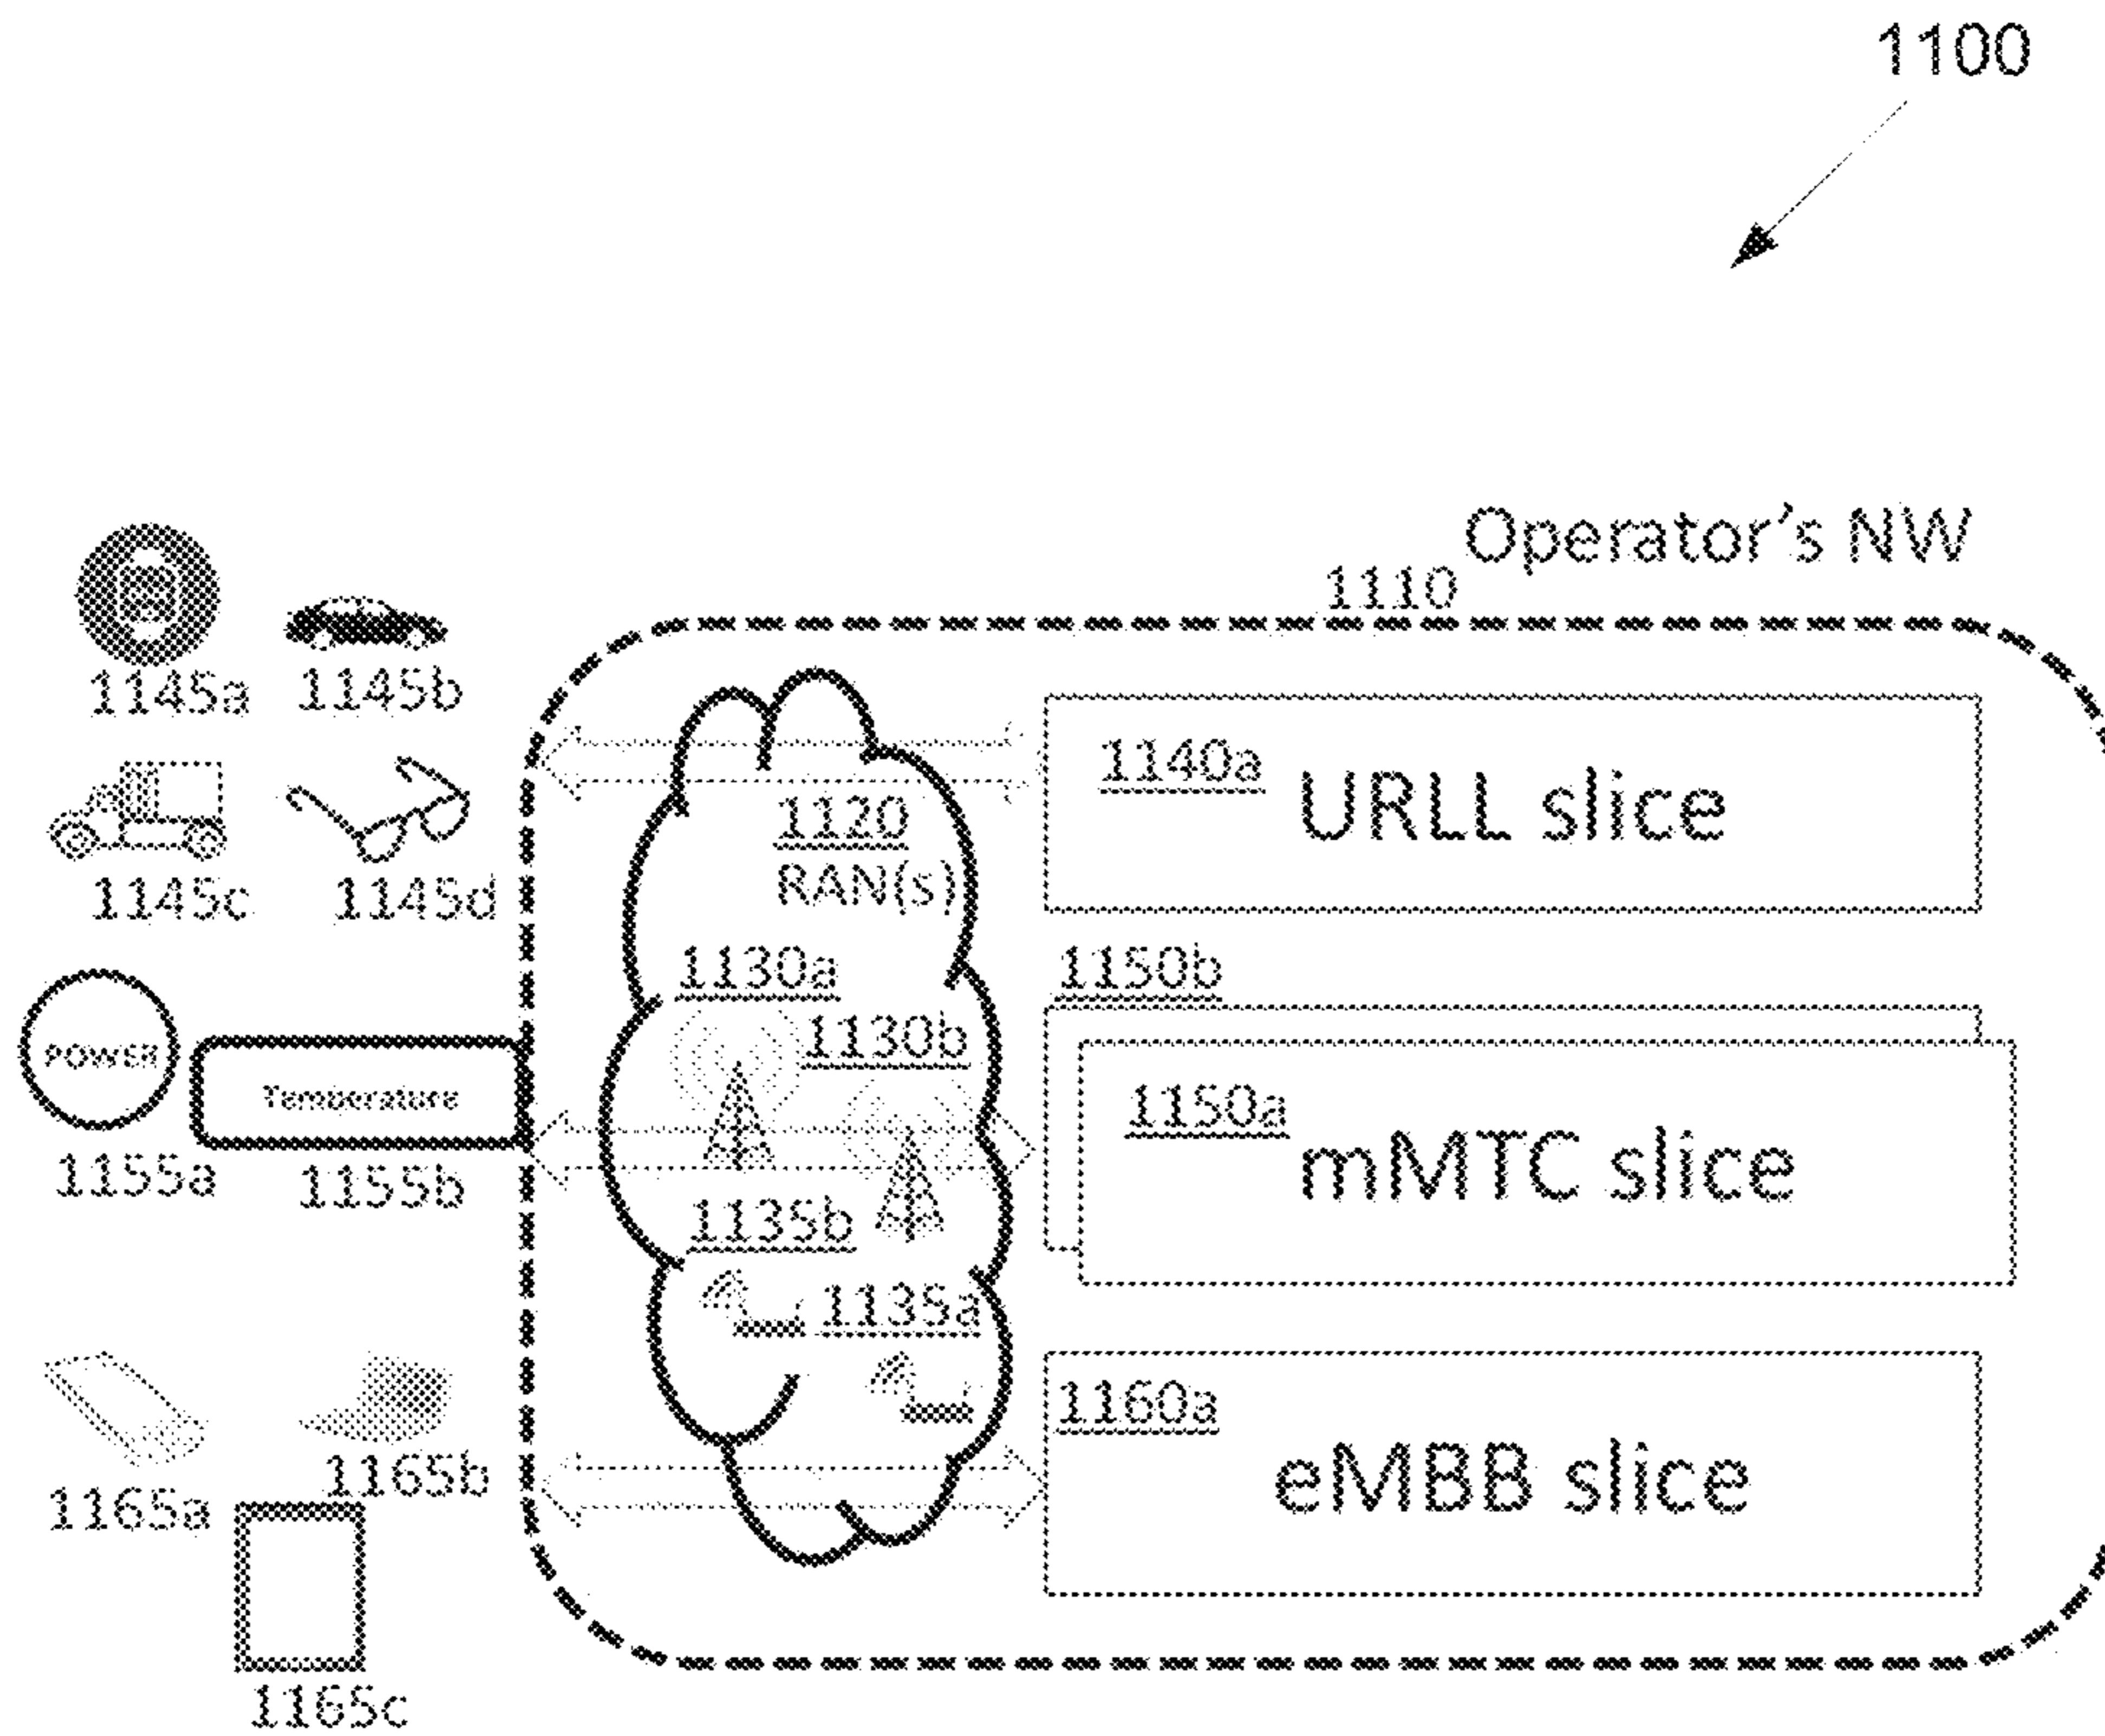 1100
Operator's NW
1110
1145a
1145b
1140a
URLL slice
1120
RAN(s)
1145c
1145d
1130a
1150b
1130b
POWER
Temperature
1150a
mMTC slice
1155a
1155b
1135b
1135a
1160a
eMBB slice
1165a
1165b
1165c